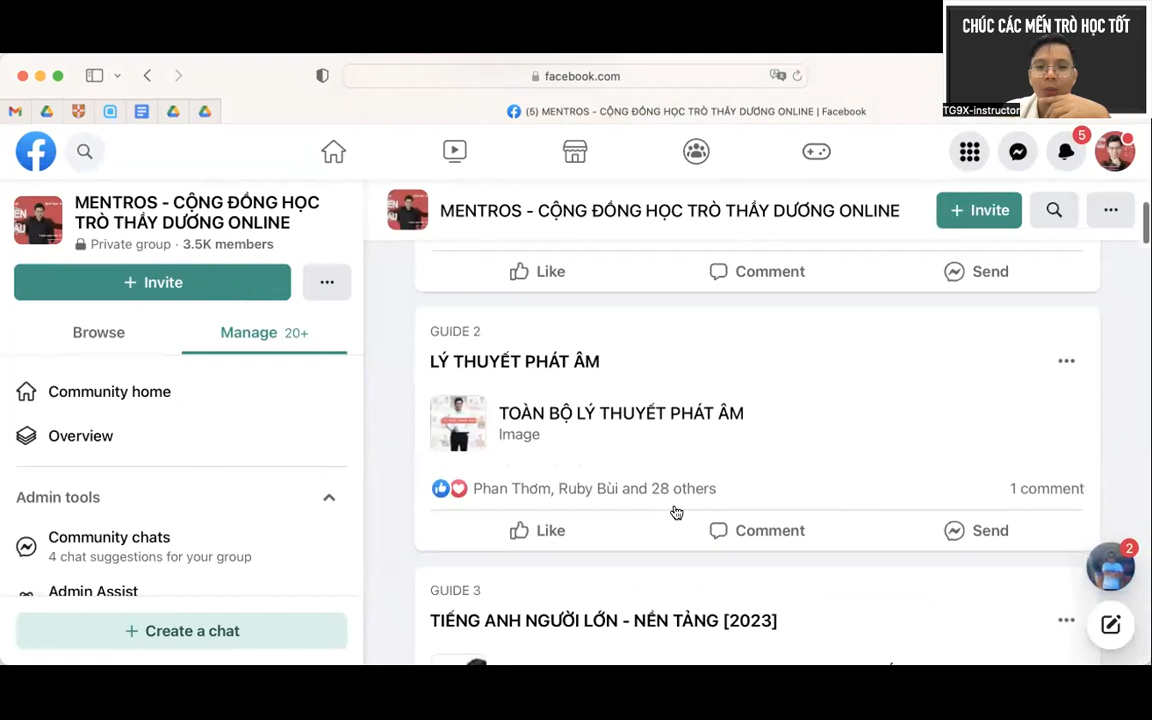 CHÚC CÁC MẾN TRÒ HỌC TỐT
TG9X-instructor
facebook.com
(5) MENTROS - CỘNG ĐỒNG HỌC TRÒ THẦY DƯƠNG ONLINE | Facebook
5
MENTROS - CỘNG ĐỒNG HỌC
TRÒ THẦY DƯƠNG ONLINE
Private group · 3.5K members
+ Invite
...
Browse
Manage 20+
Community home
Overview
Admin tools
Community chats
4 chat suggestions for your group
Admin Assist
+ Create a chat
MENTROS - CỘNG ĐỒNG HỌC TRÒ THẦY DƯƠNG ONLINE
+ Invite
...
Like
Comment
Send
GUIDE 2
LÝ THUYẾT PHÁT ÂM
...
TOÀN BỘ LÝ THUYẾT PHÁT ÂM
Image
Phan Thơm, Ruby Bùi and 28 others
1 comment
Like
Comment
Send
GUIDE 3
TIẾNG ANH NGƯỜI LỚN - NỀN TẢNG [2023]
...
2